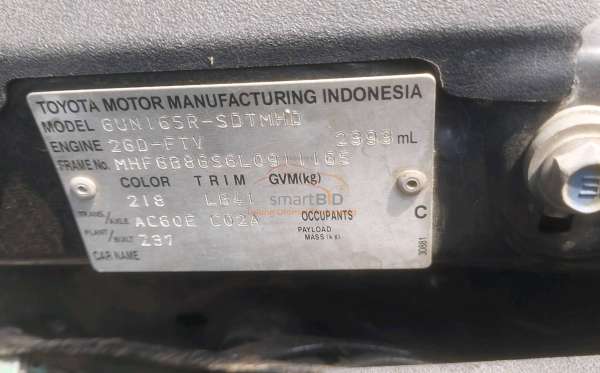 TOYOTA MOTOR MANUFACTURING INDONESIA
MODEL GUN165R-SDTMHD
ENGINE 2GD-FTV 2393 mL
FRAME No. MHFGB8GS6L0911165
COLOR TRIM GVM(kg)
218 LB41
smartBID
TRANS./AXLE AC60E C02A OCCUPANTS
PAYLOAD
MASS (kg)
PLANT/BUILT 237
CAR NAME
C